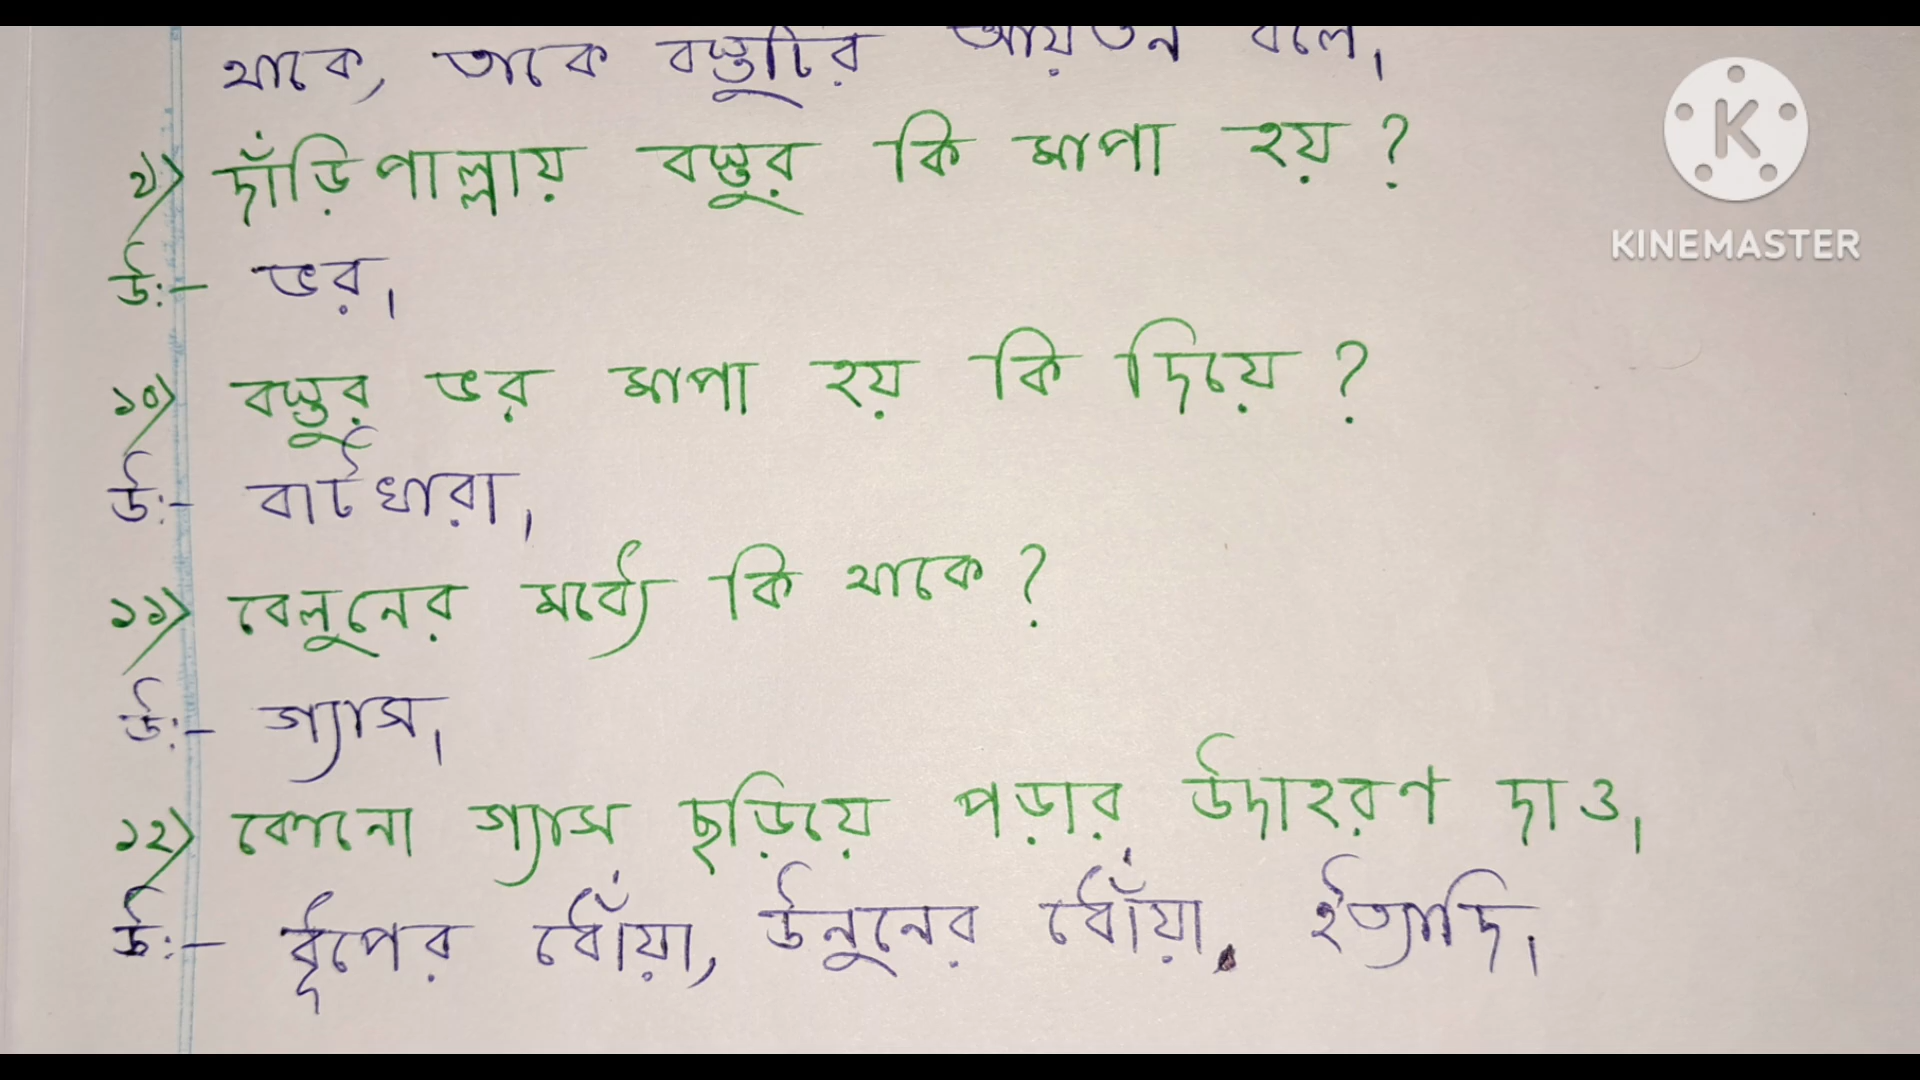 থাকে, তাকে বস্তুটির আয়তন বলে।
৯) দাঁড়িপাল্লায় বস্তুর কি মাপা হয় ?
উ:- ভর।
১০) বস্তুর ভর মাপা হয় কি দিয়ে ?
উ:- বাটখারা।
১১) বেলুনের মধ্যে কি থাকে ?
উ:- গ্যাস।
১২) কোনো গ্যাস ছড়িয়ে পড়ার উদাহরণ দাও।
উ:- ধূপের ধোঁয়া, উনুনের ধোঁয়া, ইত্যাদি।
K
KINEMASTER